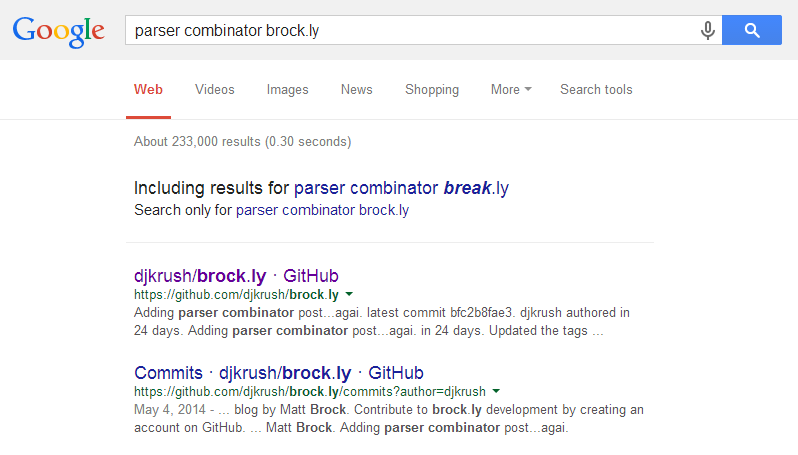 Google
parser combinator brock.ly
Web Videos Images News Shopping More Search tools
About 233,000 results (0.30 seconds)
Including results for parser combinator break.ly
Search only for parser combinator brock.ly
djkrush/brock.ly · GitHub
https://github.com/djkrush/brock.ly
Adding parser combinator post...agai. latest commit bfc2b8fae3. djkrush authored in
24 days. Adding parser combinator post...agai. in 24 days. Updated the tags ...
Commits · djkrush/brock.ly · GitHub
https://github.com/djkrush/brock.ly/commits?author=djkrush
May 4, 2014 - ... blog by Matt Brock. Contribute to brock.ly development by creating an
account on GitHub. ... Matt Brock. Adding parser combinator post...agai.